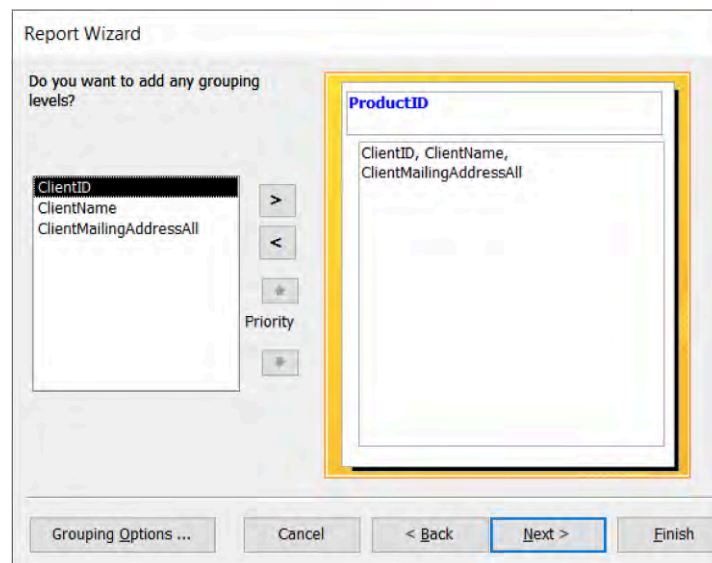 Report Wizard
Do you want to add any grouping
levels?
ProductID
ClientID, ClientName,
ClientMailingAddressAll
ClientID
ClientName
ClientMailingAddressAll
>
<
Priority
Grouping Options ...
Cancel
< Back
Next >
Finish